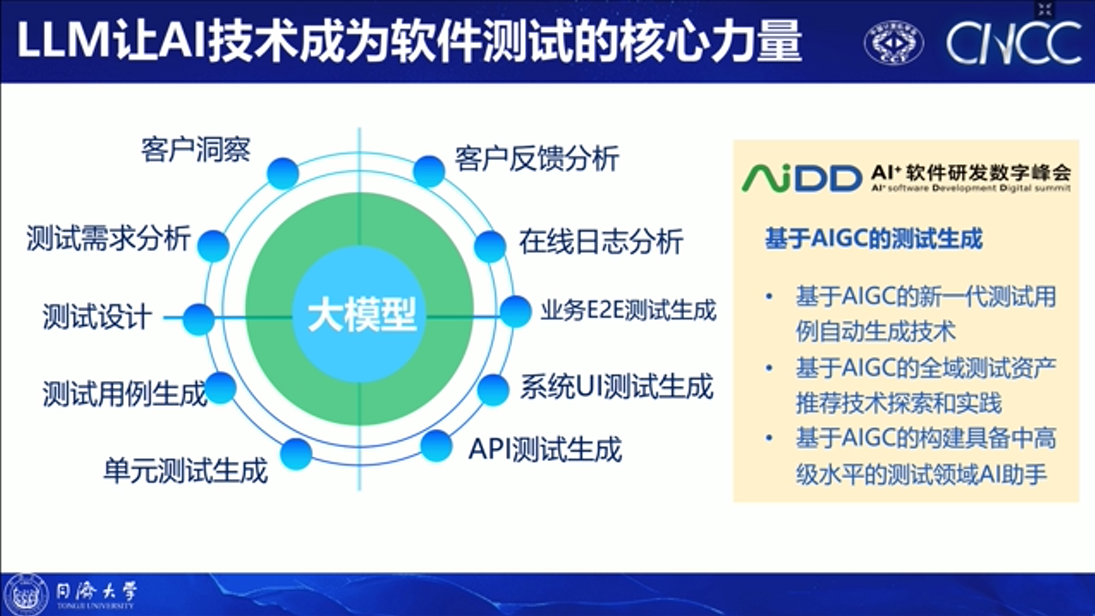 LLM让AI技术成为软件测试的核心力量
CCF
CNCC
客户洞察
客户反馈分析
测试需求分析
在线日志分析
测试设计
大模型
业务E2E测试生成
测试用例生成
系统UI测试生成
单元测试生成
API测试生成
AiDD
AI+ 软件研发数字峰会
AI+ software Development Digital summit
基于AIGC的测试生成
• 基于AIGC的新一代测试用
例自动生成技术
• 基于AIGC的全域测试资产
推荐技术探索和实践
• 基于AIGC的构建具备中高
级水平的测试领域AI助手
同济大学
TONGJI UNIVERSITY